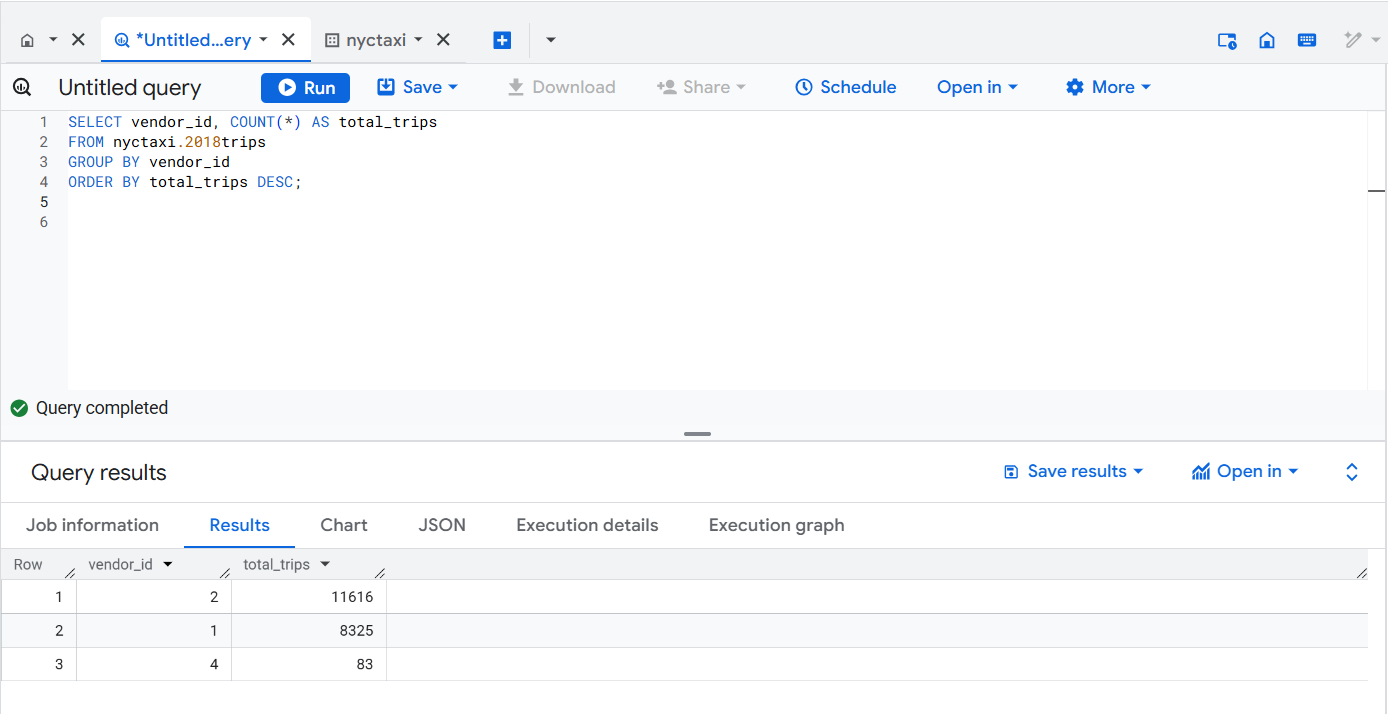 *Untitled...ery nyctaxi
Untitled query Run Save Download Share Schedule Open in More
1 SELECT vendor_id, COUNT(*) AS total_trips
2 FROM nyctaxi.2018trips
3 GROUP BY vendor_id
4 ORDER BY total_trips DESC;
5
6
Query completed
Query results Save results Open in
Job information Results Chart JSON Execution details Execution graph
Row vendor_id total_trips
1 2 11616
2 1 8325
3 4 83